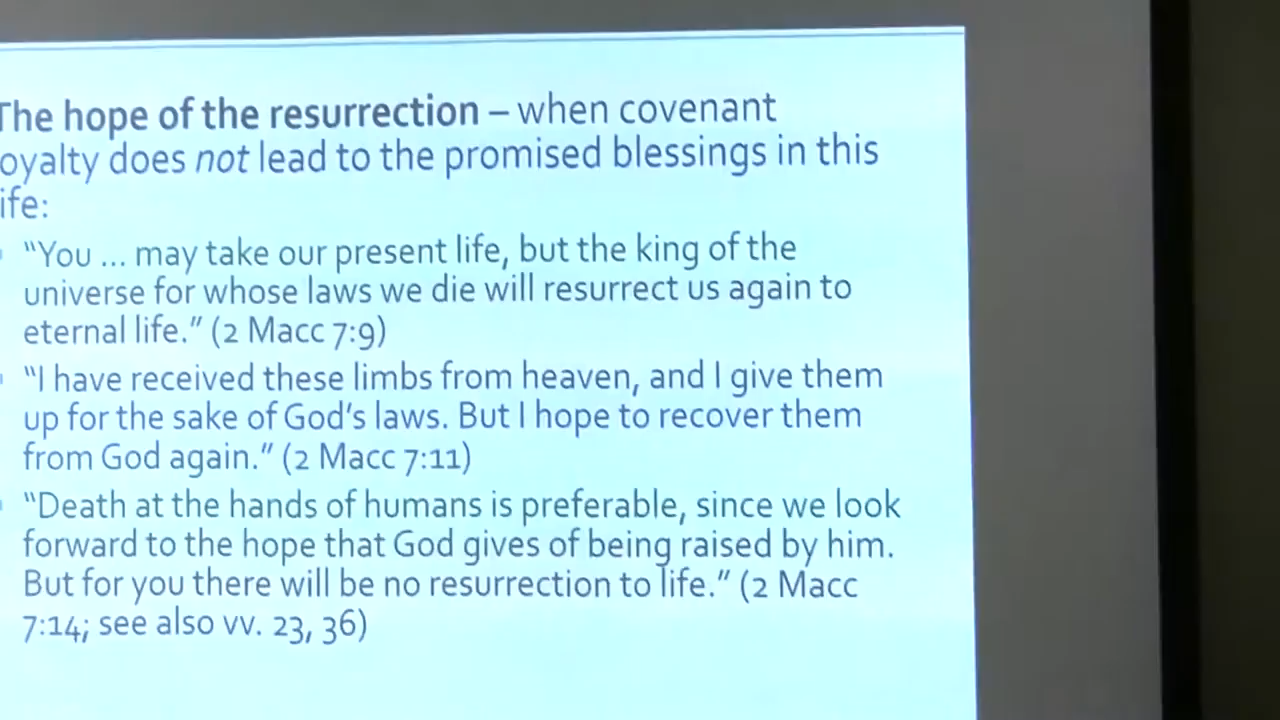 The hope of the resurrection – when covenant
oyalty does not lead to the promised blessings in this
ife:
“You ... may take our present life, but the king of the
universe for whose laws we die will resurrect us again to
eternal life.” (2 Macc 7:9)
“I have received these limbs from heaven, and I give them
up for the sake of God’s laws. But I hope to recover them
from God again.” (2 Macc 7:11)
“Death at the hands of humans is preferable, since we look
forward to the hope that God gives of being raised by him.
But for you there will be no resurrection to life.” (2 Macc
7:14; see also vv. 23, 36)